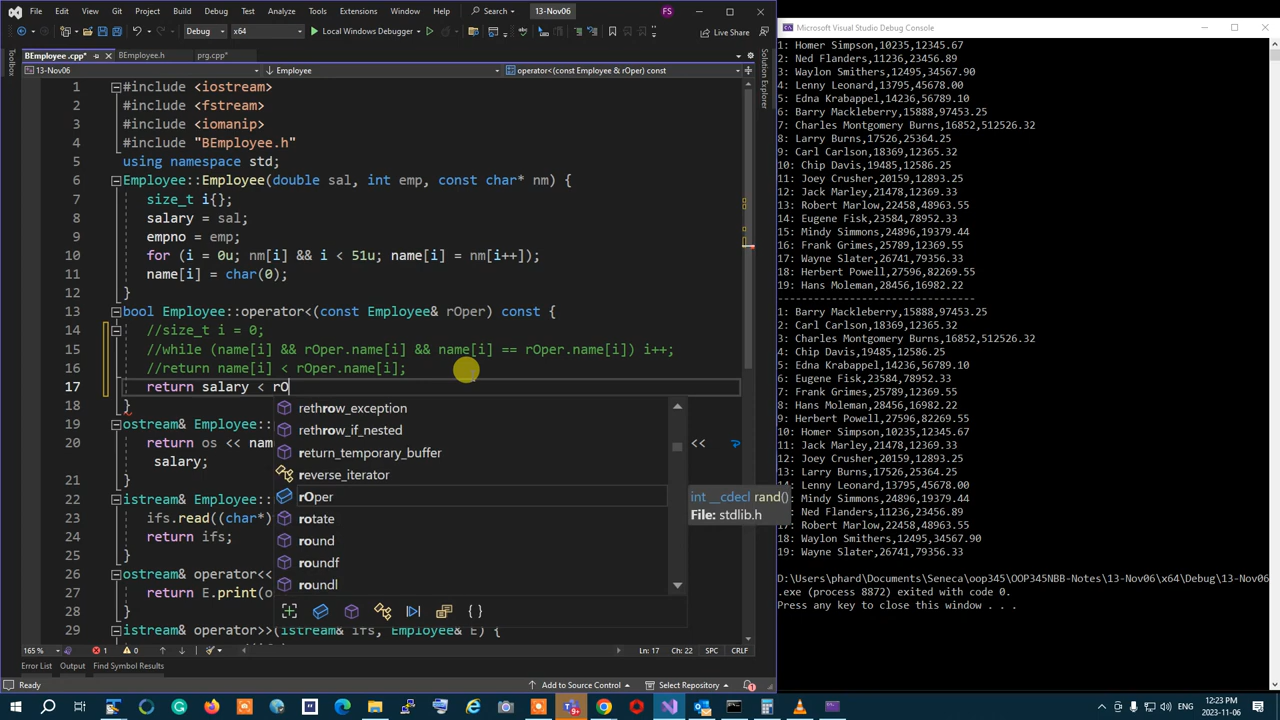 File Edit View Git Project Build Debug Test Analyze Tools
Extensions Window Help Search 13-Nov06 FS
x64 Local Windows Debugger Live Share
BEmployee.cpp* BEmployee.h prg.cpp
13-Nov06 Employee operator<(const Employee & rOper) const
Toolbox
Solution Explorer
1 #include <iostream>
2 #include <fstream>
3 #include <iomanip>
4 #include "BEmployee.h"
5 using namespace std;
6 Employee::Employee(double sal, int emp, const char* nm) {
7 size_t i{};
8 salary = sal;
9 empno = emp;
10 for (i = 0u; nm[i] && i < 51u; name[i] = nm[i++]);
11 name[i] = char(0);
12 }
13 bool Employee::operator<(const Employee& rOper) const {
14 //size_t i = 0;
15 //while (name[i] && rOper.name[i] && name[i] == rOper.name[i]) i++;
16 //return name[i] < rOper.name[i];
17 return salary < rO
18 }
19 ostream& Employee::
20 return os << nam <<
salary;
21 }
22 istream& Employee::
23 ifs.read((char*)
24 return ifs;
25 }
26 ostream& operator<<
27 return E.print(o
28 }
29 istream& operator>>(istream& ifs, Employee& E) {
rethrow_exception
rethrow_if_nested
return_temporary_buffer
reverse_iterator
rOper
rotate
round
roundf
roundl
int __cdecl rand()
File: stdlib.h
165 % 1 0 Ln: 17 Ch: 22 SPC CRLF
Error List Find Symbol Results
Ready Add to Source Control Select Repository 1
Microsoft Visual Studio Debug Console
1: Homer Simpson,10235,12345.67
2: Ned Flanders,11236,23456.89
3: Waylon Smithers,12495,34567.90
4: Lenny Leonard,13795,45678.00
5: Edna Krabappel,14236,56789.10
6: Barry Mackleberry,15888,97453.25
7: Charles Montgomery Burns,16852,512526.32
8: Larry Burns,17526,25364.25
9: Carl Carlson,18369,12365.32
10: Chip Davis,19485,12586.25
11: Joey Crusher,20159,12893.25
12: Jack Marley,21478,12369.33
13: Robert Marlow,22458,48963.55
14: Eugene Fisk,23584,78952.33
15: Mindy Simmons,24896,19379.44
16: Frank Grimes,25789,12369.55
17: Wayne Slater,26741,79356.33
18: Herbert Powell,27596,82269.55
19: Hans Moleman,28456,16982.22
--------------------------------
1: Barry Mackleberry,15888,97453.25
2: Carl Carlson,18369,12365.32
3: Charles Montgomery Burns,16852,512526.32
4: Chip Davis,19485,12586.25
5: Edna Krabappel,14236,56789.10
6: Eugene Fisk,23584,78952.33
7: Frank Grimes,25789,12369.55
8: Hans Moleman,28456,16982.22
9: Herbert Powell,27596,82269.55
10: Homer Simpson,10235,12345.67
11: Jack Marley,21478,12369.33
12: Joey Crusher,20159,12893.25
13: Larry Burns,17526,25364.25
14: Lenny Leonard,13795,45678.00
Mindy Simmons,24896,19379.44
Ned Flanders,11236,23456.89
17: Robert Marlow,22458,48963.55
18: Waylon Smithers,12495,34567.90
19: Wayne Slater,26741,79356.33
D:\Users\phard\Documents\Seneca\oop345\OOP345NBB-Notes\13-Nov06\x64\Debug\13-Nov06
.exe (process 8872) exited with code 0.
Press any key to close this window . . .
ENG 12:23 PM
2023-11-06